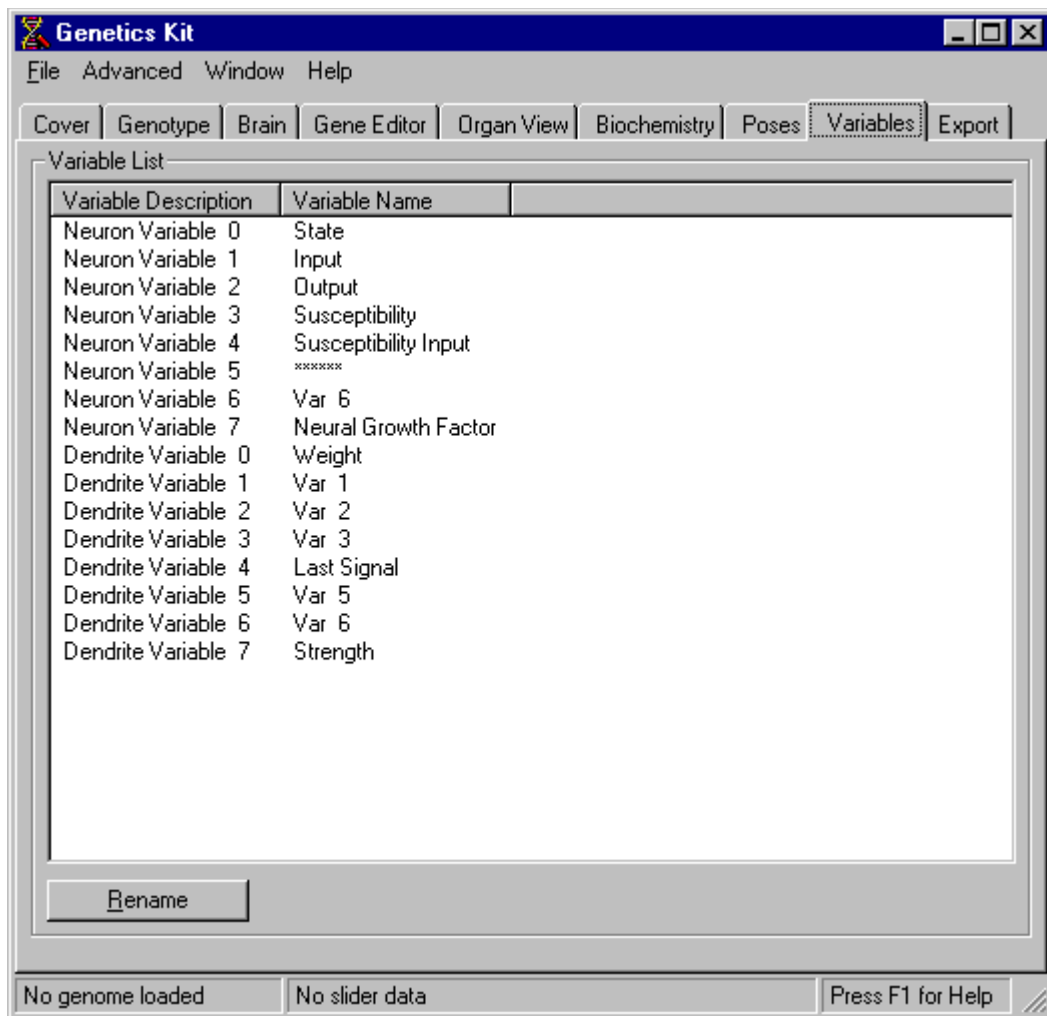 Genetics Kit
File Advanced Window Help
Cover Genotype Brain Gene Editor Organ View Biochemistry Poses Variables Export
Variable List
Variable Description Variable Name
Neuron Variable 0 State
Neuron Variable 1 Input
Neuron Variable 2 Output
Neuron Variable 3 Susceptibility
Neuron Variable 4 Susceptibility Input
Neuron Variable 5 ******
Neuron Variable 6 Var 6
Neuron Variable 7 Neural Growth Factor
Dendrite Variable 0 Weight
Dendrite Variable 1 Var 1
Dendrite Variable 2 Var 2
Dendrite Variable 3 Var 3
Dendrite Variable 4 Last Signal
Dendrite Variable 5 Var 5
Dendrite Variable 6 Var 6
Dendrite Variable 7 Strength
Rename
No genome loaded No slider data Press F1 for Help